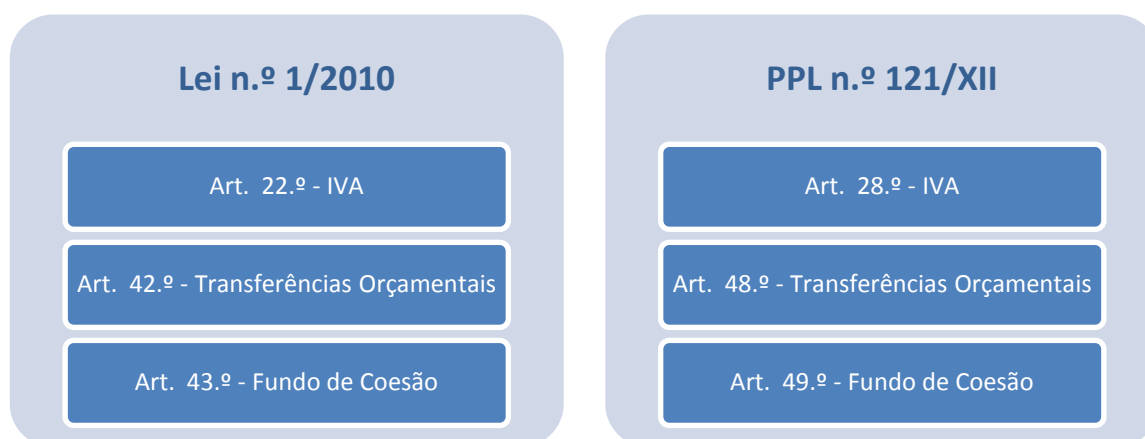 Lei n.º 1/2010
Art. 22.º - IVA
Art. 42.º - Transferências Orçamentais
Art. 43.º - Fundo de Coesão
PPL n.º 121/XII
Art. 28.º - IVA
Art. 48.º - Transferências Orçamentais
Art. 49.º - Fundo de Coesão